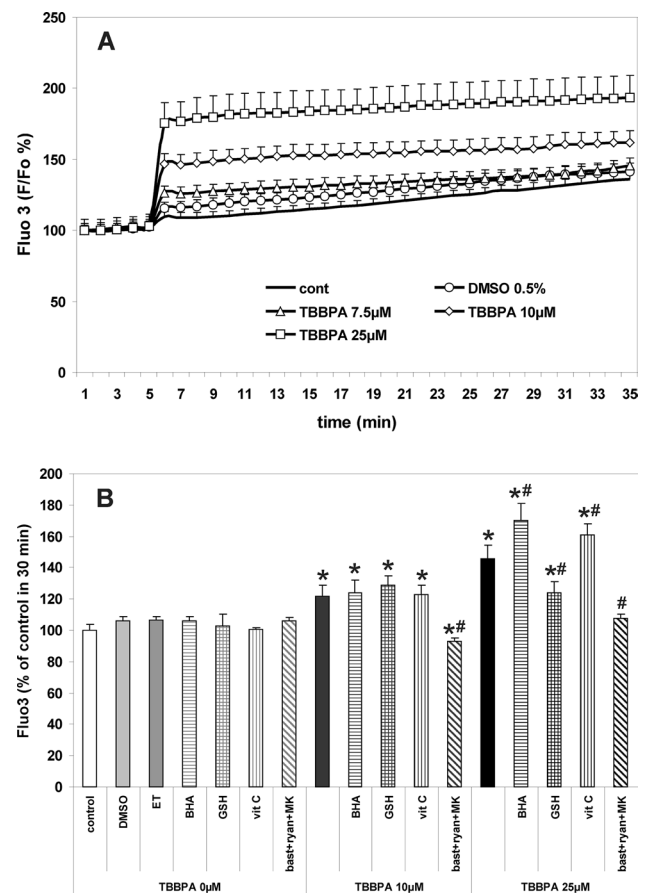 A
Fluo 3 (F/Fo %)
250
200
150
100
50
0
cont
DMSO 0.5%
TBBPA 7.5µM
TBBPA 10µM
TBBPA 25µM
1 3 5 7 9 11 13 15 17 19 21 23 25 27 29 31 33 35
time (min)
B
Fluo3 (% of control in 30 min)
200
180
160
140
120
100
80
60
40
20
0
* * * * *# * *# *# *# #
control DMSO ET BHA GSH vit C bast+ryan+MK BHA GSH vit C bast+ryan+MK BHA GSH vit C bast+ryan+MK
TBBPA 0µM TBBPA 10µM TBBPA 25µM